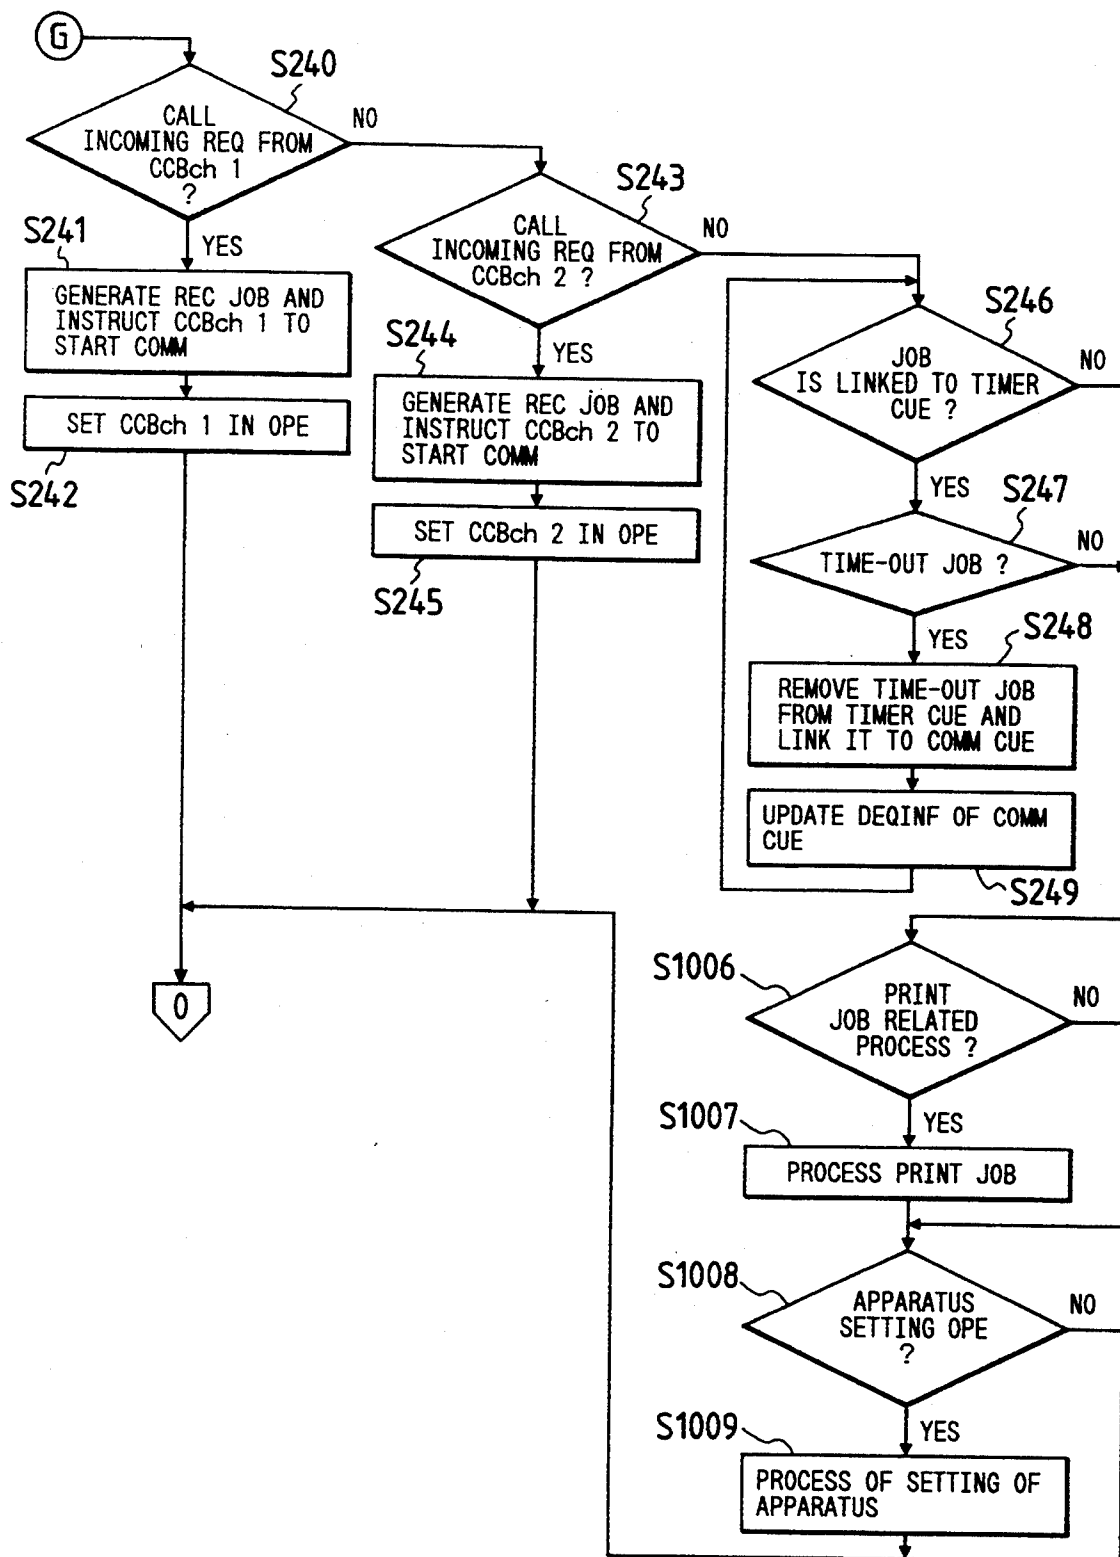 G
S240
CALL
INCOMING REQ FROM
CCBch 1
?
NO
YES
S241
GENERATE REC JOB AND
INSTRUCT CCBch 1 TO
START COMM
SET CCBch 1 IN OPE
S242
S243
CALL
INCOMING REQ FROM
CCBch 2 ?
NO
YES
S244
GENERATE REC JOB AND
INSTRUCT CCBch 2 TO
START COMM
SET CCBch 2 IN OPE
S245
S246
JOB
IS LINKED TO TIMER
CUE ?
NO
YES
S247
TIME-OUT JOB ?
NO
YES
S248
REMOVE TIME-OUT JOB
FROM TIMER CUE AND
LINK IT TO COMM CUE
UPDATE DEQINF OF COMM
CUE
S249
O
S1006
PRINT
JOB RELATED
PROCESS ?
NO
YES
S1007
PROCESS PRINT JOB
S1008
APPARATUS
SETTING OPE
?
NO
YES
S1009
PROCESS OF SETTING OF
APPARATUS